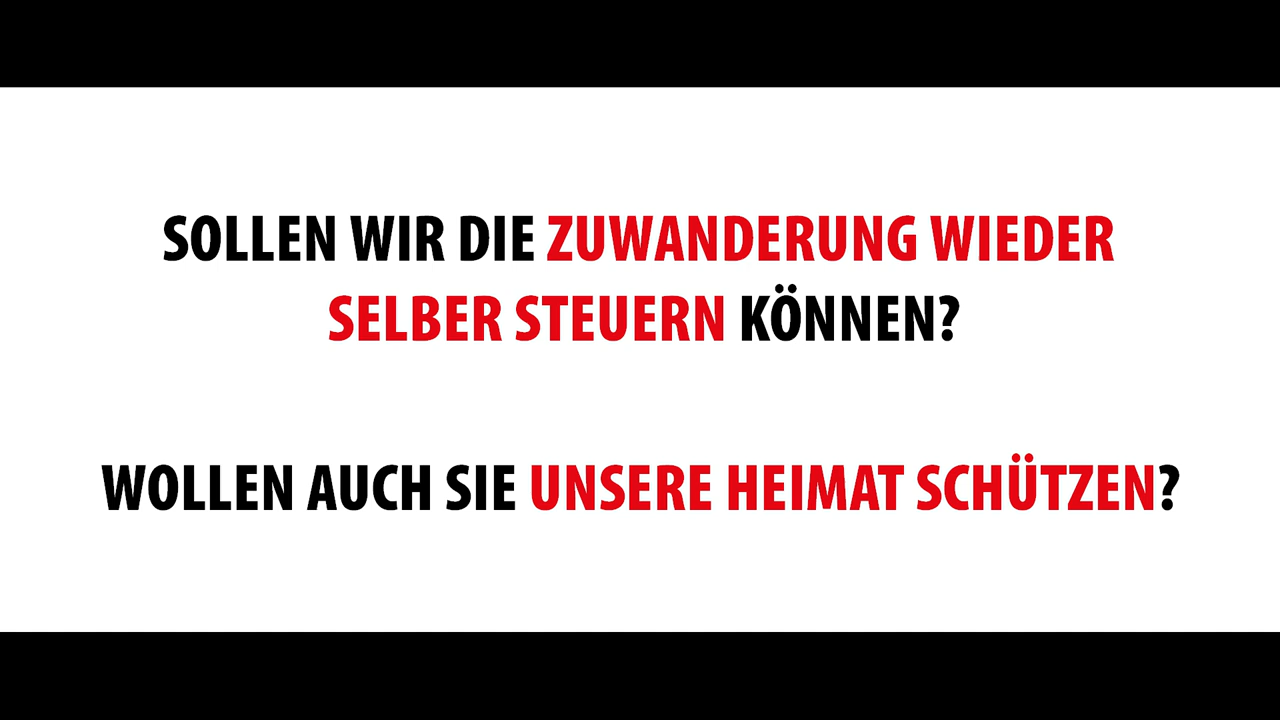 SOLLEN WIR DIE ZUWANDERUNG WIEDER
SELBER STEUERN KÖNNEN?
WOLLEN AUCH SIE UNSERE HEIMAT SCHÜTZEN?